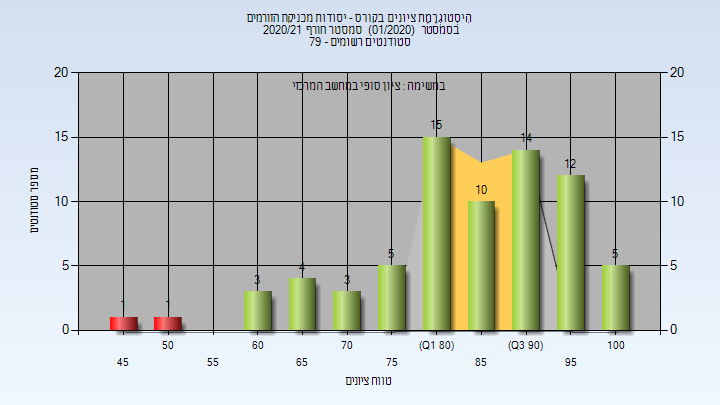 היסטוגרמת ציונים בקורס - יסודות מכניקת הזורמים
בסמסטר (01/2020) סמסטר חורף 2020/21
סטודנטים רשומים - 79
במשימה : ציון סופי במחשב המרכזי
20 20
15 15
10 10
5 5
0 0
מספר סטודנטים
1 1 3 4 3 5 15 10 14 12 5
45 50 55 60 65 70 75 (Q1 80) 85 (Q3 90) 95 100
טווח ציונים